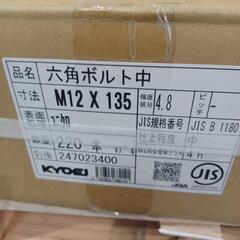 品名 六角ボルト中
寸法 M12 X 135 強度区分 4.8 ピッチ -
表面 ユニクロ JIS規格番号 JIS B 1180
数 220 本 仕上程度 中
247023400 4h
KYOEI JQA JIS